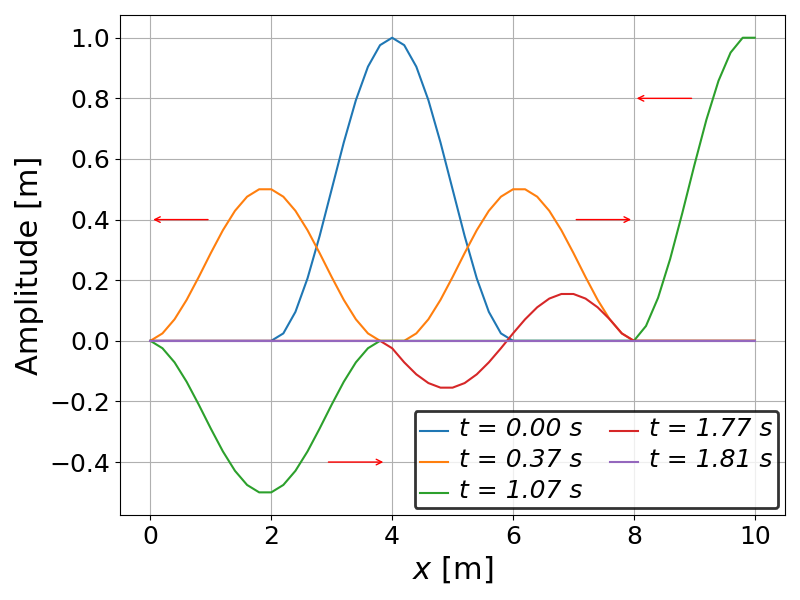 1.0
0.8
0.6
0.4
0.2
0.0
−0.2
−0.4
Amplitude [m]
0 2 4 6 8 10
x [m]
t = 0.00 s
t = 0.37 s
t = 1.07 s
t = 1.77 s
t = 1.81 s